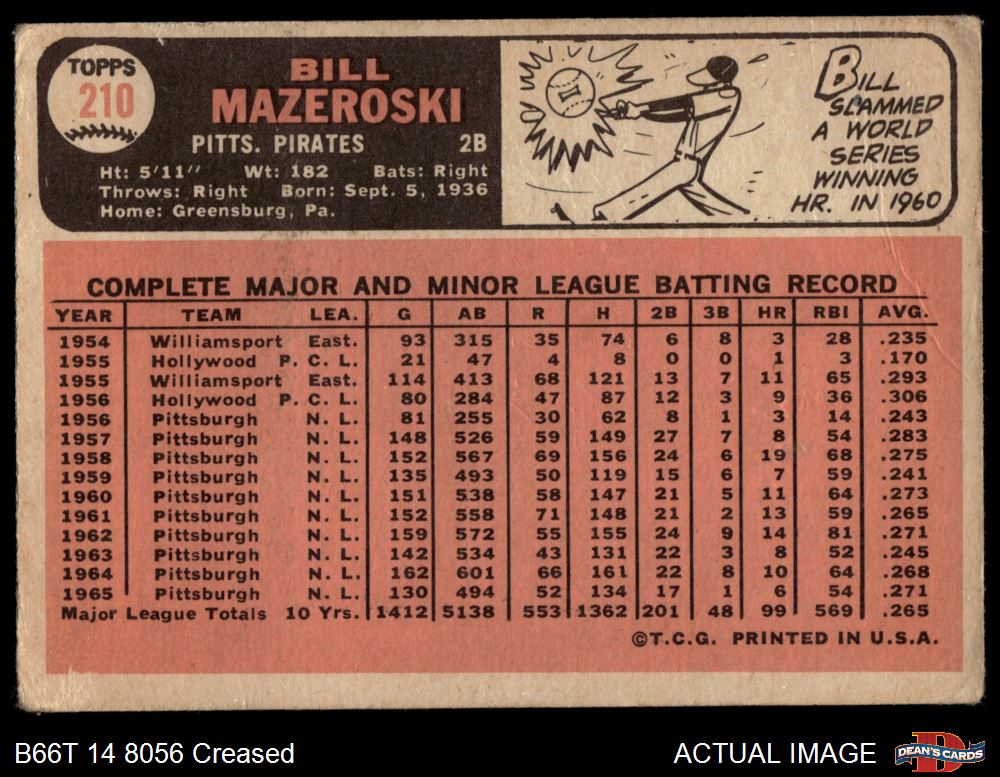 TOPPS
210
BILL
MAZEROSKI
PITTS. PIRATES 2B
Ht: 5'11" Wt: 182 Bats: Right
Throws: Right Born: Sept. 5, 1936
Home: Greensburg, Pa.
BILL
SLAMMED
A WORLD
SERIES
WINNING
HR. IN 1960
COMPLETE MAJOR AND MINOR LEAGUE BATTING RECORD
YEAR TEAM LEA. G AB R H 2B 3B HR RBI AVG.
1954 Williamsport East. 93 315 35 74 6 8 3 28 .235
1955 Hollywood P. C. L. 21 47 4 8 0 0 1 3 .170
1955 Williamsport East. 114 413 68 121 13 7 11 65 .293
1956 Hollywood P. C. L. 80 284 47 87 12 3 9 36 .306
1956 Pittsburgh N. L. 81 255 30 62 8 1 3 14 .243
1957 Pittsburgh N. L. 148 526 59 149 27 7 8 54 .283
1958 Pittsburgh N. L. 152 567 69 156 24 6 19 68 .275
1959 Pittsburgh N. L. 135 493 50 119 15 6 7 59 .241
1960 Pittsburgh N. L. 151 538 58 147 21 5 11 64 .273
1961 Pittsburgh N. L. 152 558 71 148 21 2 13 59 .265
1962 Pittsburgh N. L. 159 572 55 155 24 9 14 81 .271
1963 Pittsburgh N. L. 142 534 43 131 22 3 8 52 .245
1964 Pittsburgh N. L. 162 601 66 161 22 8 10 64 .268
1965 Pittsburgh N. L. 130 494 52 134 17 1 6 54 .271
Major League Totals 10 Yrs. 1412 5138 553 1362 201 48 99 569 .265
©T.C.G. PRINTED IN U.S.A.
B66T 14 8056 Creased
ACTUAL IMAGE
DEAN'S CARDS